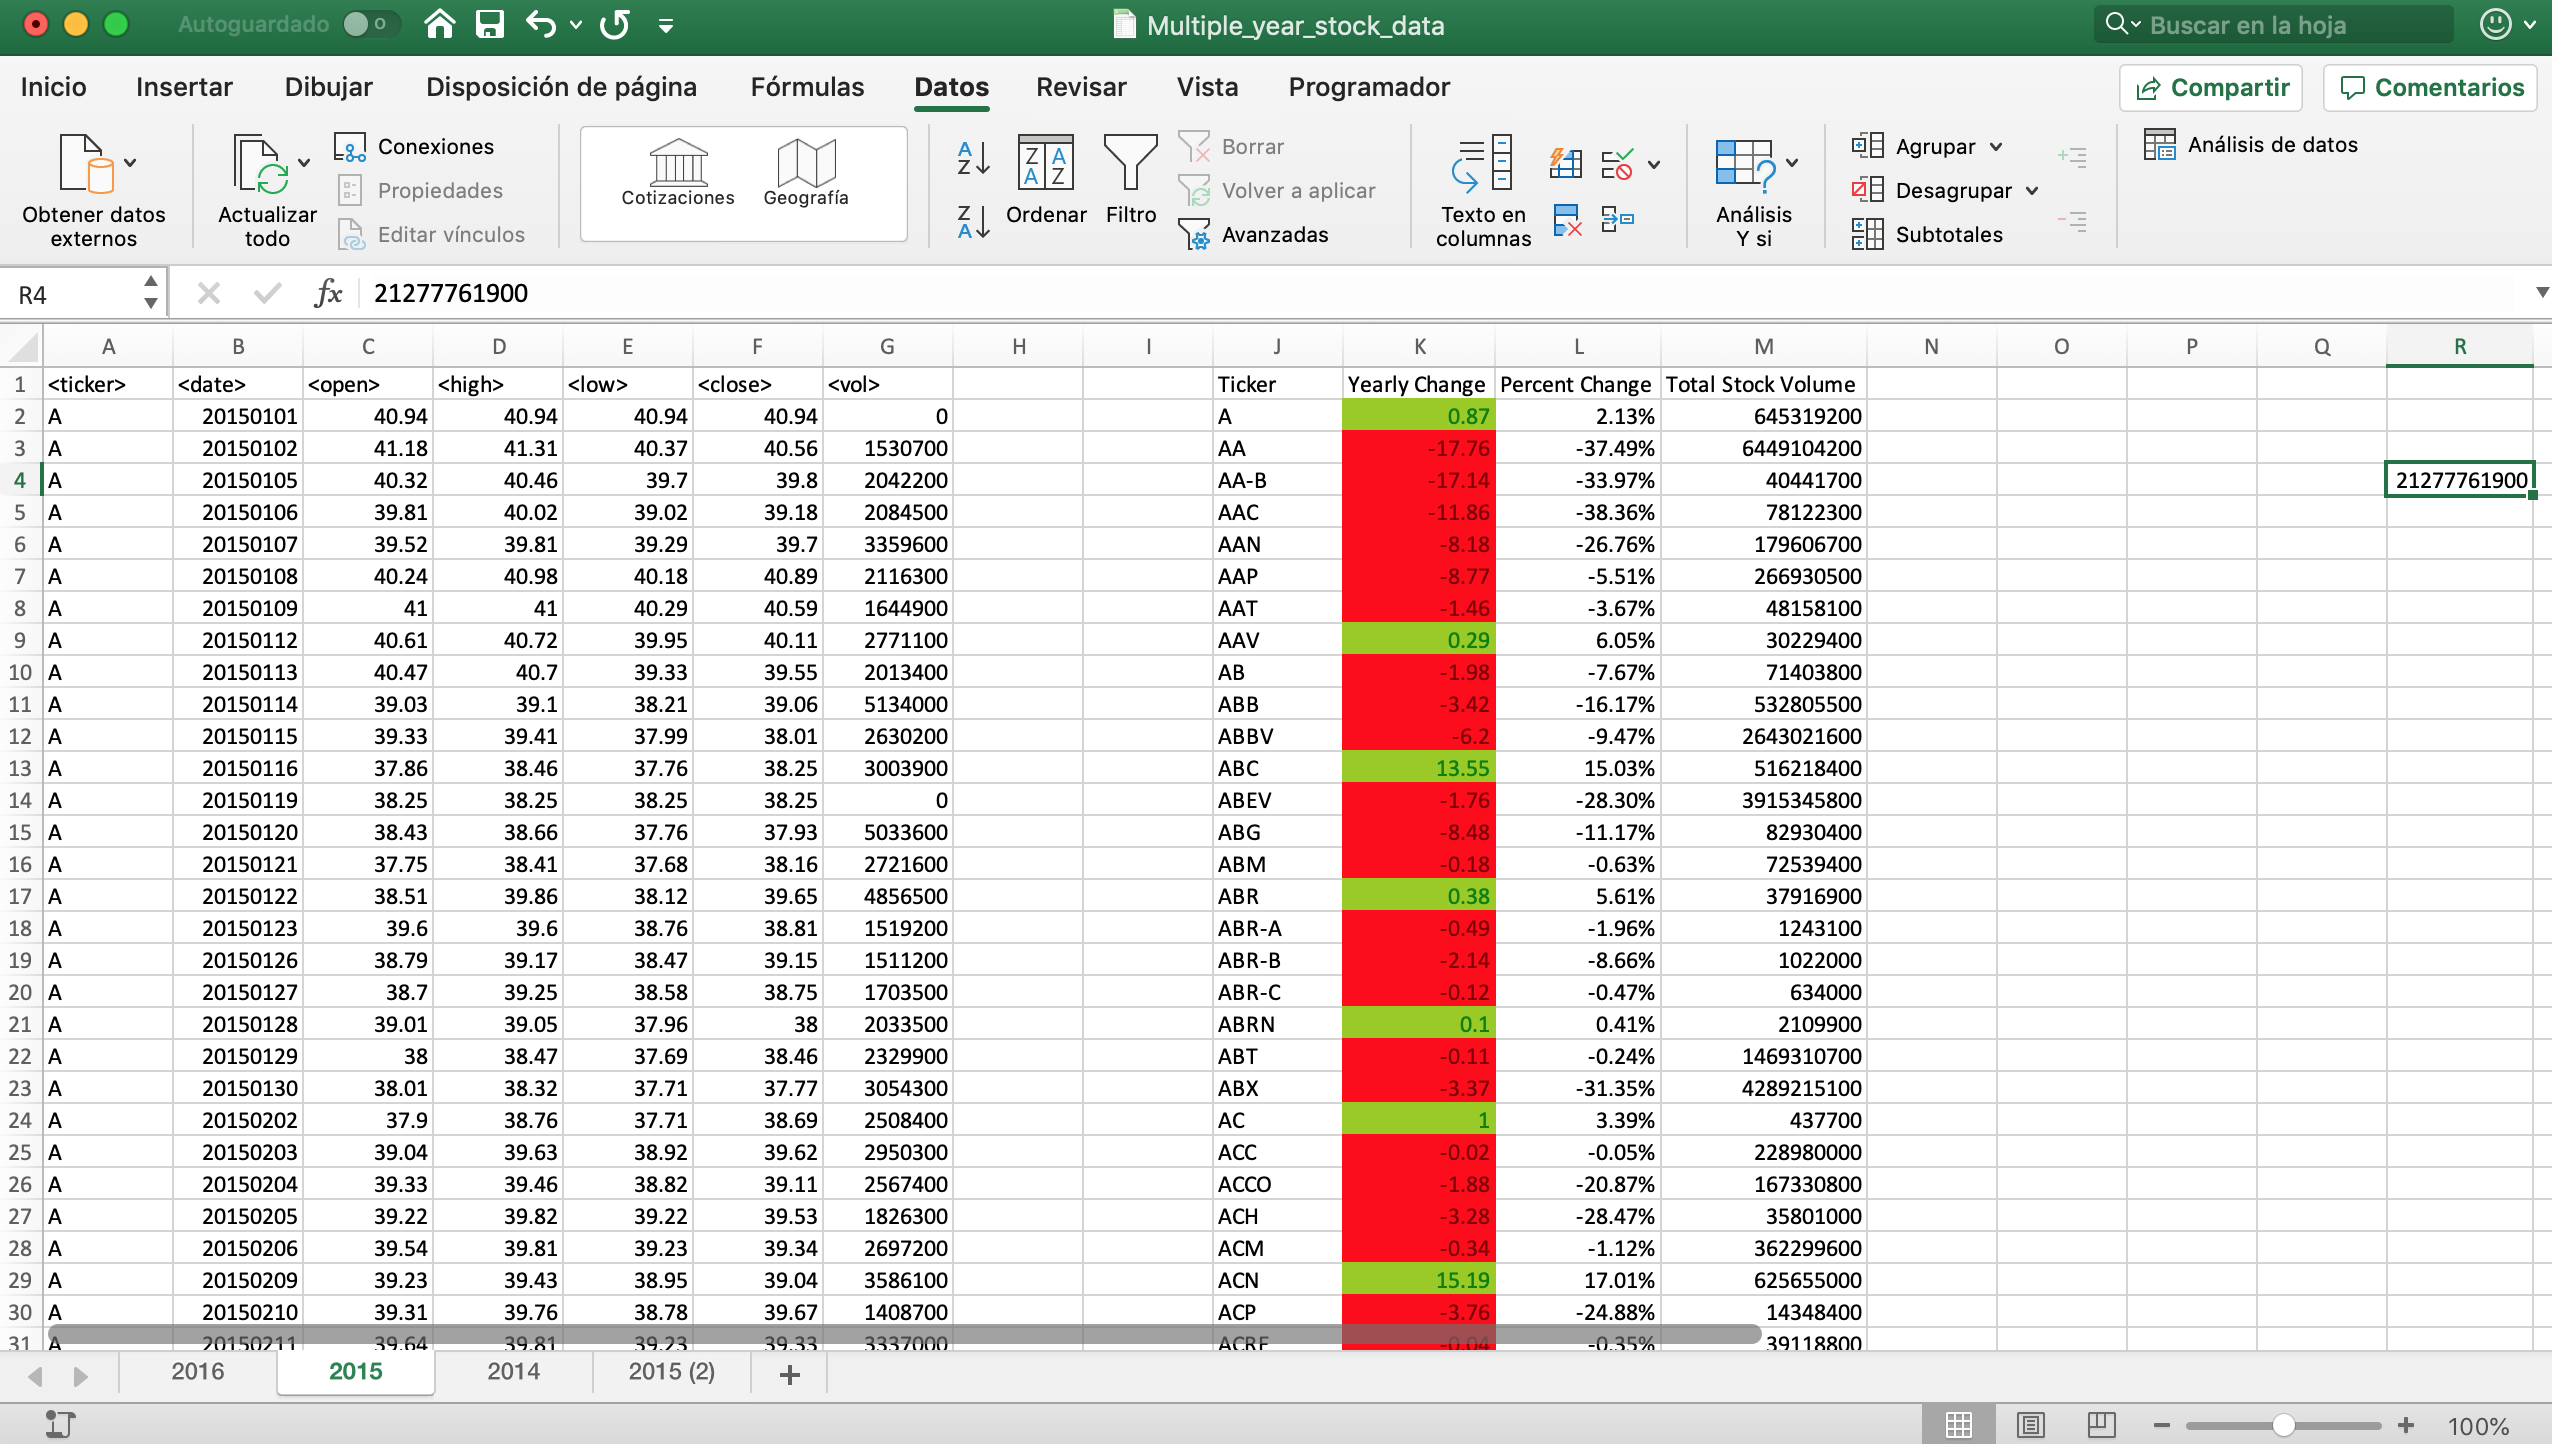 Autoguardado
Multiple_year_stock_data
Buscar en la hoja
Inicio Insertar Dibujar Disposición de página Fórmulas Datos Revisar Vista Programador Compartir Comentarios
Obtener datos externos
Actualizar todo
Conexiones
Propiedades
Editar vínculos
Cotizaciones Geografía
Ordenar Filtro
Borrar
Volver a aplicar
Avanzadas
Texto en columnas
Análisis Y si
Agrupar
Desagrupar
Subtotales
Análisis de datos
R4 fx 21277761900
A B C D E F G H I J K L M N O P Q R
1 <ticker> <date> <open> <high> <low> <close> <vol> Ticker Yearly Change Percent Change Total Stock Volume
2 A 20150101 40.94 40.94 40.94 40.94 0 A 0.87 2.13% 645319200
3 A 20150102 41.18 41.31 40.37 40.56 1530700 AA -17.76 -37.49% 6449104200
4 A 20150105 40.32 40.46 39.7 39.8 2042200 AA-B -17.14 -33.97% 40441700 21277761900
5 A 20150106 39.81 40.02 39.02 39.18 2084500 AAC -11.86 -38.36% 78122300
6 A 20150107 39.52 39.81 39.29 39.7 3359600 AAN -8.18 -26.76% 179606700
7 A 20150108 40.24 40.98 40.18 40.89 2116300 AAP -8.77 -5.51% 266930500
8 A 20150109 41 41 40.29 40.59 1644900 AAT -1.46 -3.67% 48158100
9 A 20150112 40.61 40.72 39.95 40.11 2771100 AAV 0.29 6.05% 30229400
10 A 20150113 40.47 40.7 39.33 39.55 2013400 AB -1.98 -7.67% 71403800
11 A 20150114 39.03 39.1 38.21 39.06 5134000 ABB -3.42 -16.17% 532805500
12 A 20150115 39.33 39.41 37.99 38.01 2630200 ABBV -6.2 -9.47% 2643021600
13 A 20150116 37.86 38.46 37.76 38.25 3003900 ABC 13.55 15.03% 516218400
14 A 20150119 38.25 38.25 38.25 38.25 0 ABEV -1.76 -28.30% 3915345800
15 A 20150120 38.43 38.66 37.76 37.93 5033600 ABG -8.48 -11.17% 82930400
16 A 20150121 37.75 38.41 37.68 38.16 2721600 ABM -0.18 -0.63% 72539400
17 A 20150122 38.51 39.86 38.12 39.65 4856500 ABR 0.38 5.61% 37916900
18 A 20150123 39.6 39.6 38.76 38.81 1519200 ABR-A -0.49 -1.96% 1243100
19 A 20150126 38.79 39.17 38.47 39.15 1511200 ABR-B -2.14 -8.66% 1022000
20 A 20150127 38.7 39.25 38.58 38.75 1703500 ABR-C -0.12 -0.47% 634000
21 A 20150128 39.01 39.05 37.96 38 2033500 ABRN 0.1 0.41% 2109900
22 A 20150129 38 38.47 37.69 38.46 2329900 ABT -0.11 -0.24% 1469310700
23 A 20150130 38.01 38.32 37.71 37.77 3054300 ABX -3.37 -31.35% 4289215100
24 A 20150202 37.9 38.76 37.71 38.69 2508400 AC 1 3.39% 437700
25 A 20150203 39.04 39.63 38.92 39.62 2950300 ACC -0.02 -0.05% 228980000
26 A 20150204 39.33 39.46 38.82 39.11 2567400 ACCO -1.88 -20.87% 167330800
27 A 20150205 39.22 39.82 39.22 39.53 1826300 ACH -3.28 -28.47% 35801000
28 A 20150206 39.54 39.81 39.23 39.34 2697200 ACM -0.34 -1.12% 362299600
29 A 20150209 39.23 39.43 38.95 39.04 3586100 ACN 15.19 17.01% 625655000
30 A 20150210 39.31 39.76 38.78 39.67 1408700 ACP -3.76 -24.88% 14348400
31 A 20150211 39.64 39.81 39.23 39.33 3337000 ACRE -0.04 -0.35% 39118800
2016 2015 2014 2015 (2) +
100%